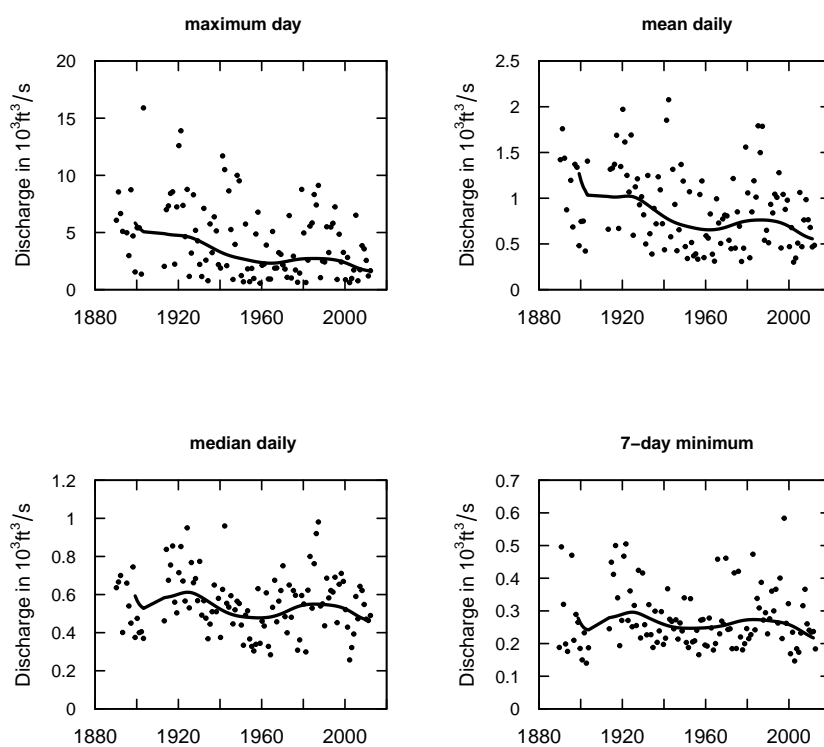 maximum day
Discharge in 10³ft³/s
20
15
10
5
0
1880 1920 1960 2000
mean daily
Discharge in 10³ft³/s
2.5
2
1.5
1
0.5
0
1880 1920 1960 2000
median daily
Discharge in 10³ft³/s
1.2
1
0.8
0.6
0.4
0.2
0
1880 1920 1960 2000
7−day minimum
Discharge in 10³ft³/s
0.7
0.6
0.5
0.4
0.3
0.2
0.1
0
1880 1920 1960 2000